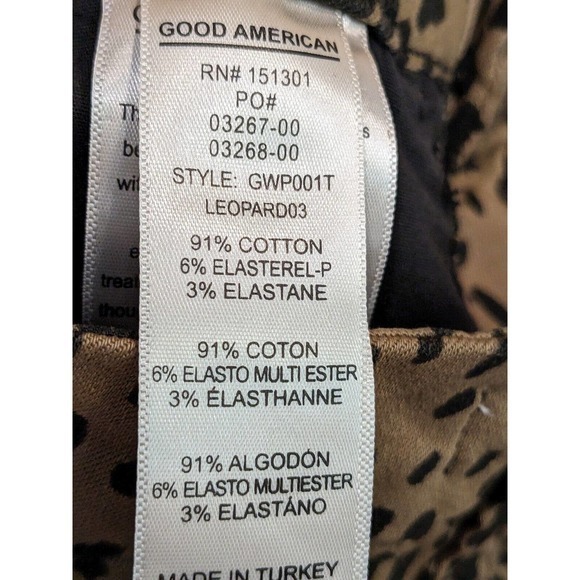 GOOD AMERICAN
RN# 151301
PO#
03267-00
03268-00
STYLE: GWP001T
LEOPARD03
91% COTTON
6% ELASTEREL-P
3% ELASTANE
91% COTON
6% ELASTO MULTI ESTER
3% ÉLASTHANNE
91% ALGODÓN
6% ELASTO MULTIESTER
3% ELASTÁNO
MADE IN TURKEY